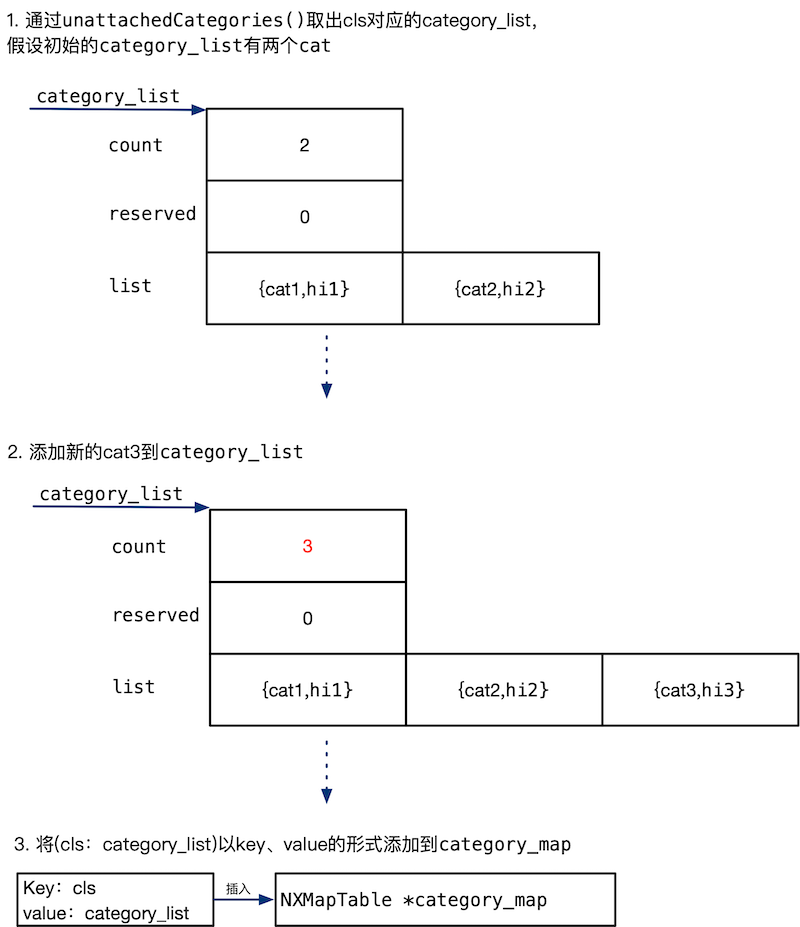 1. 通过unattachedCategories()取出cls对应的category_list,
假设初始的category_list有两个cat
category_list
count
2
reserved
0
list
{cat1,hi1}
{cat2,hi2}
2. 添加新的cat3到category_list
category_list
count
3
reserved
0
list
{cat1,hi1}
{cat2,hi2}
{cat3,hi3}
3. 将(cls：category_list)以key、value的形式添加到category_map
Key：cls
value：category_list
插入
NXMapTable *category_map